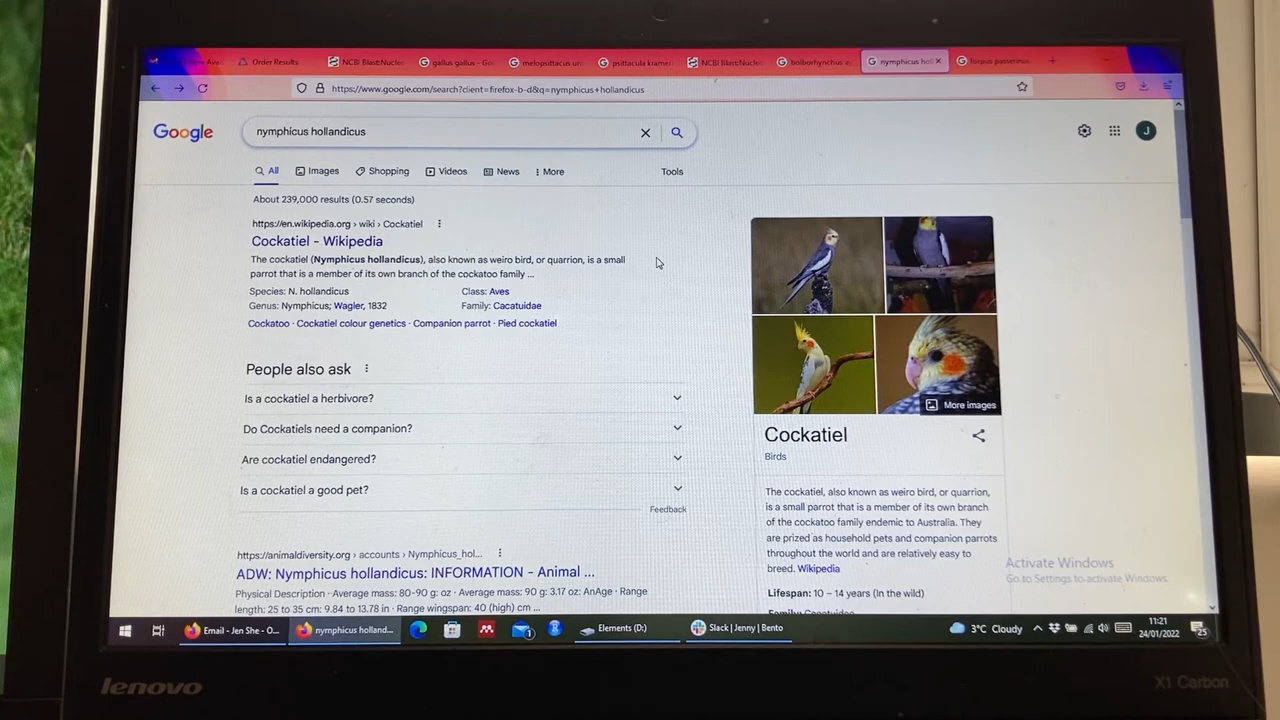 Order Results
NCBI Blast:Nucleo
gallus gallus - Goo
melopsittacus un
psittacula krameri
NCBI Blast:Nucleo
bolborhynchus
nymphicus holl
forpus passerinus
https://www.google.com/search?client=firefox-b-d&q=nymphicus+hollandicus
Google
nymphicus hollandicus
J
All Images Shopping Videos News More Tools
About 239,000 results (0.57 seconds)
https://en.wikipedia.org › wiki › Cockatiel
Cockatiel - Wikipedia
The cockatiel (Nymphicus hollandicus), also known as weiro bird, or quarrion, is a small
parrot that is a member of its own branch of the cockatoo family ...
Species: N. hollandicus Class: Aves
Genus: Nymphicus; Wagler, 1832 Family: Cacatuidae
Cockatoo · Cockatiel colour genetics · Companion parrot · Pied cockatiel
People also ask
Is a cockatiel a herbivore?
Do Cockatiels need a companion?
Are cockatiel endangered?
Is a cockatiel a good pet?
Feedback
https://animaldiversity.org › accounts › Nymphicus_hol...
ADW: Nymphicus hollandicus: INFORMATION - Animal ...
Physical Description · Average mass: 80-90 g: oz · Average mass: 90 g: 3.17 oz: AnAge · Range
length: 25 to 35 cm: 9.84 to 13.78 in · Range wingspan: 40 (high) cm ...
More images
Cockatiel
Birds
The cockatiel, also known as weiro bird, or quarrion,
is a small parrot that is a member of its own branch
of the cockatoo family endemic to Australia. They
are prized as household pets and companion parrots
throughout the world and are relatively easy to
breed. Wikipedia
Lifespan: 10 – 14 years (In the wild)
Family: Cacatuidae
Activate Windows
Go to Settings to activate Windows.
Email - Jen She - O...
nymphicus holland...
1
Elements (D:)
Slack | Jenny | Bento
3°C Cloudy
11:21
24/01/2022
25
lenovo
X1 Carbon